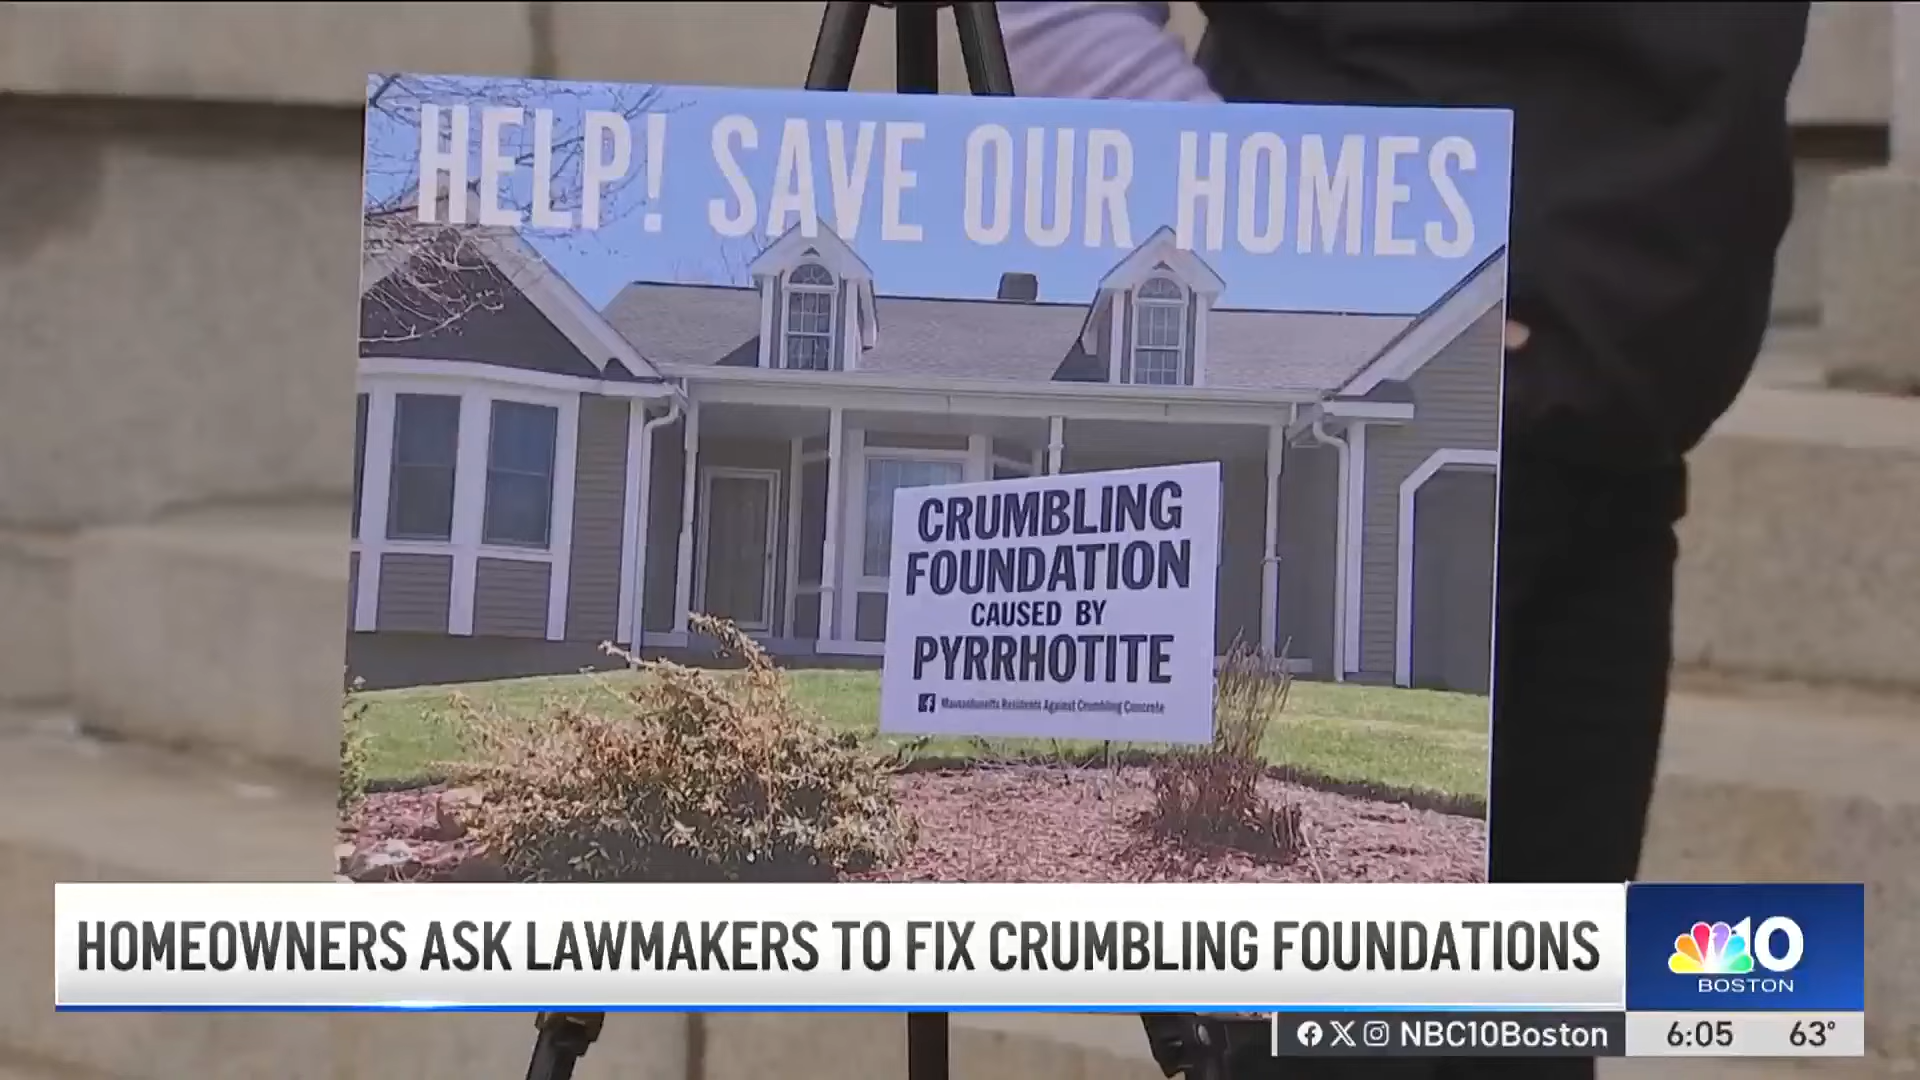 HELP! SAVE OUR HOMES
CRUMBLING
FOUNDATION
CAUSED BY
PYRRHOTITE
Massachusetts Residents Against Crumbling Concrete
HOMEOWNERS ASK LAWMAKERS TO FIX CRUMBLING FOUNDATIONS
10
BOSTON
NBC10Boston
6:05 63°